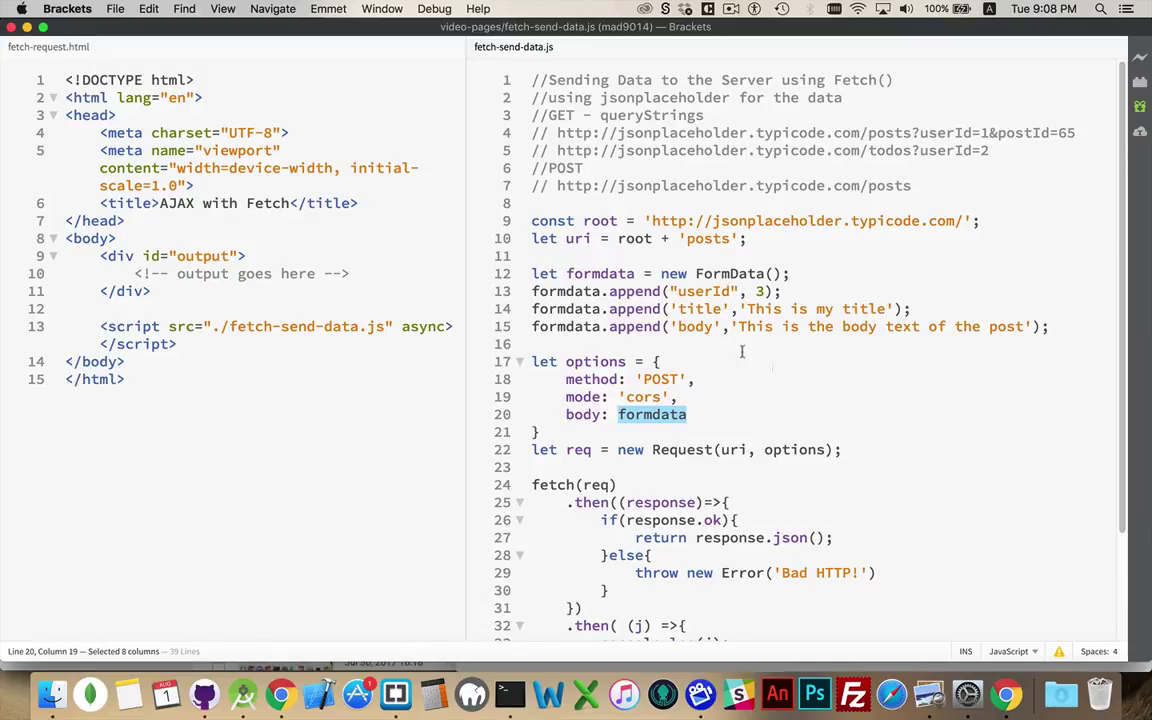 Brackets File Edit Find View Navigate Emmet Window Debug Help 100% Tue 9:08 PM
video-pages/fetch-send-data.js (mad9014) — Brackets
fetch-request.html
fetch-send-data.js
1 <!DOCTYPE html>
2 <html lang="en">
3 <head>
4 <meta charset="UTF-8">
5 <meta name="viewport"
content="width=device-width, initial-
scale=1.0">
6 <title>AJAX with Fetch</title>
7 </head>
8 <body>
9 <div id="output">
10 <!-- output goes here -->
11 </div>
12
13 <script src="./fetch-send-data.js" async>
</script>
14 </body>
15 </html>
1 //Sending Data to the Server using Fetch()
2 //using jsonplaceholder for the data
3 //GET - queryStrings
4 // http://jsonplaceholder.typicode.com/posts?userId=1&postId=65
5 // http://jsonplaceholder.typicode.com/todos?userId=2
6 //POST
7 // http://jsonplaceholder.typicode.com/posts
8
9 const root = 'http://jsonplaceholder.typicode.com/';
10 let uri = root + 'posts';
11
12 let formdata = new FormData();
13 formdata.append("userId", 3);
14 formdata.append('title','This is my title');
15 formdata.append('body','This is the body text of the post');
16
17 let options = {
18 method: 'POST',
19 mode: 'cors',
20 body: formdata
21 }
22 let req = new Request(uri, options);
23
24 fetch(req)
25 .then((response)=>{
26 if(response.ok){
27 return response.json();
28 }else{
29 throw new Error('Bad HTTP!')
30 }
31 })
32 .then( (j) =>{
Line 20, Column 19 — Selected 8 columns — 39 Lines
INS JavaScript Spaces: 4